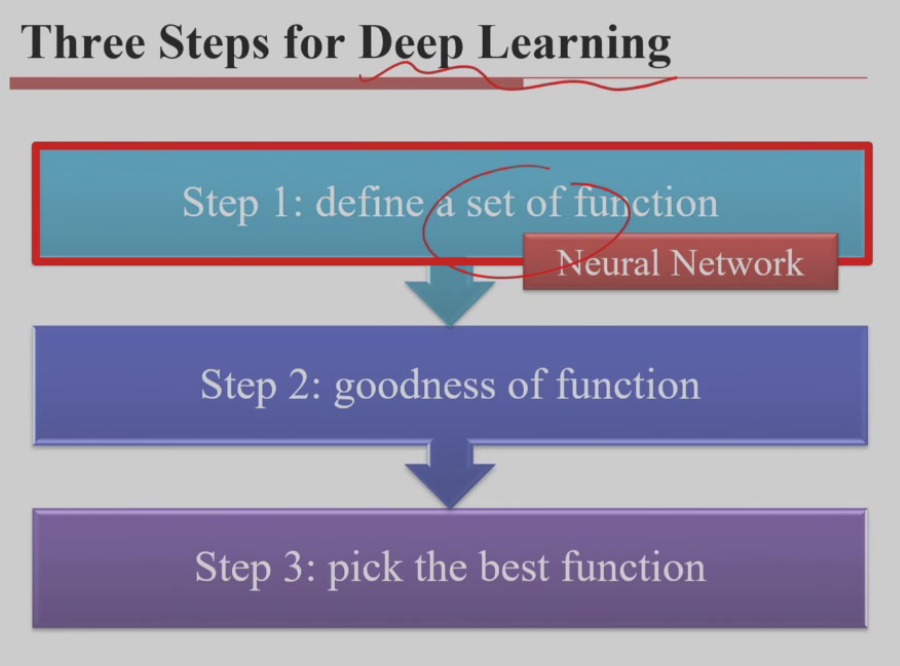 Three Steps for Deep Learning
Step 1: define a set of function
Neural Network
Step 2: goodness of function
Step 3: pick the best function